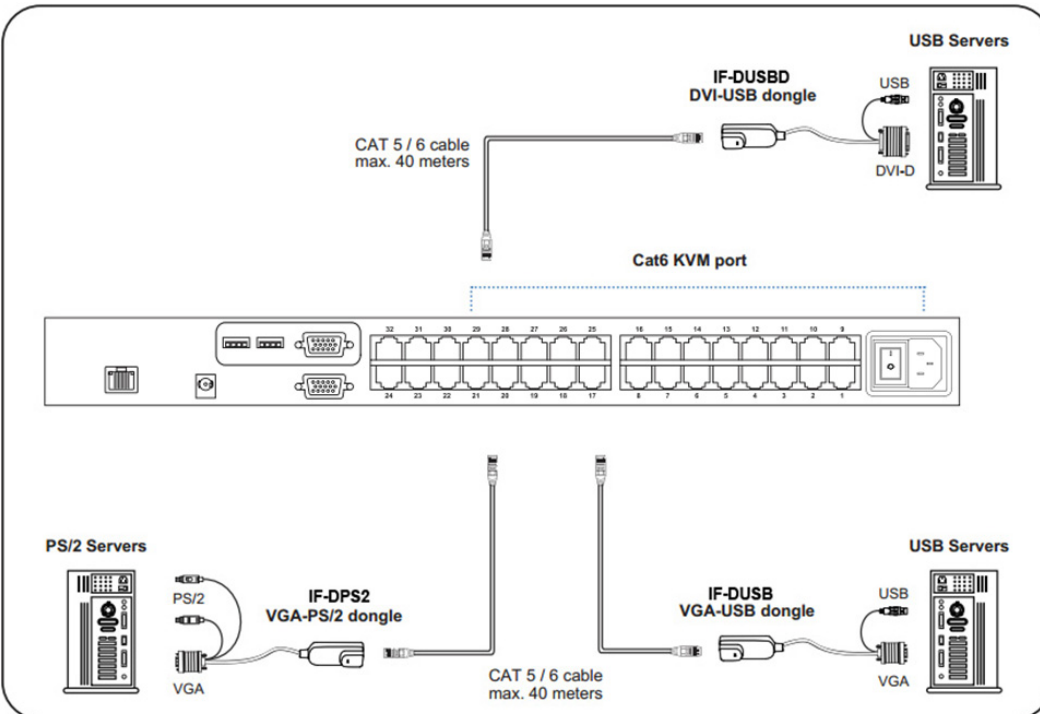 USB Servers
IF-DUSBD
DVI-USB dongle
USB
CAT 5 / 6 cable
max. 40 meters
DVI-D
Cat6 KVM port
32 31 30 29 28 27 26 25 16 15 14 13 12 11 10 9
24 23 22 21 20 19 18 17 8 7 6 5 4 3 2 1
PS/2 Servers
PS/2
VGA
IF-DPS2
VGA-PS/2 dongle
CAT 5 / 6 cable
max. 40 meters
IF-DUSB
VGA-USB dongle
USB Servers
USB
VGA